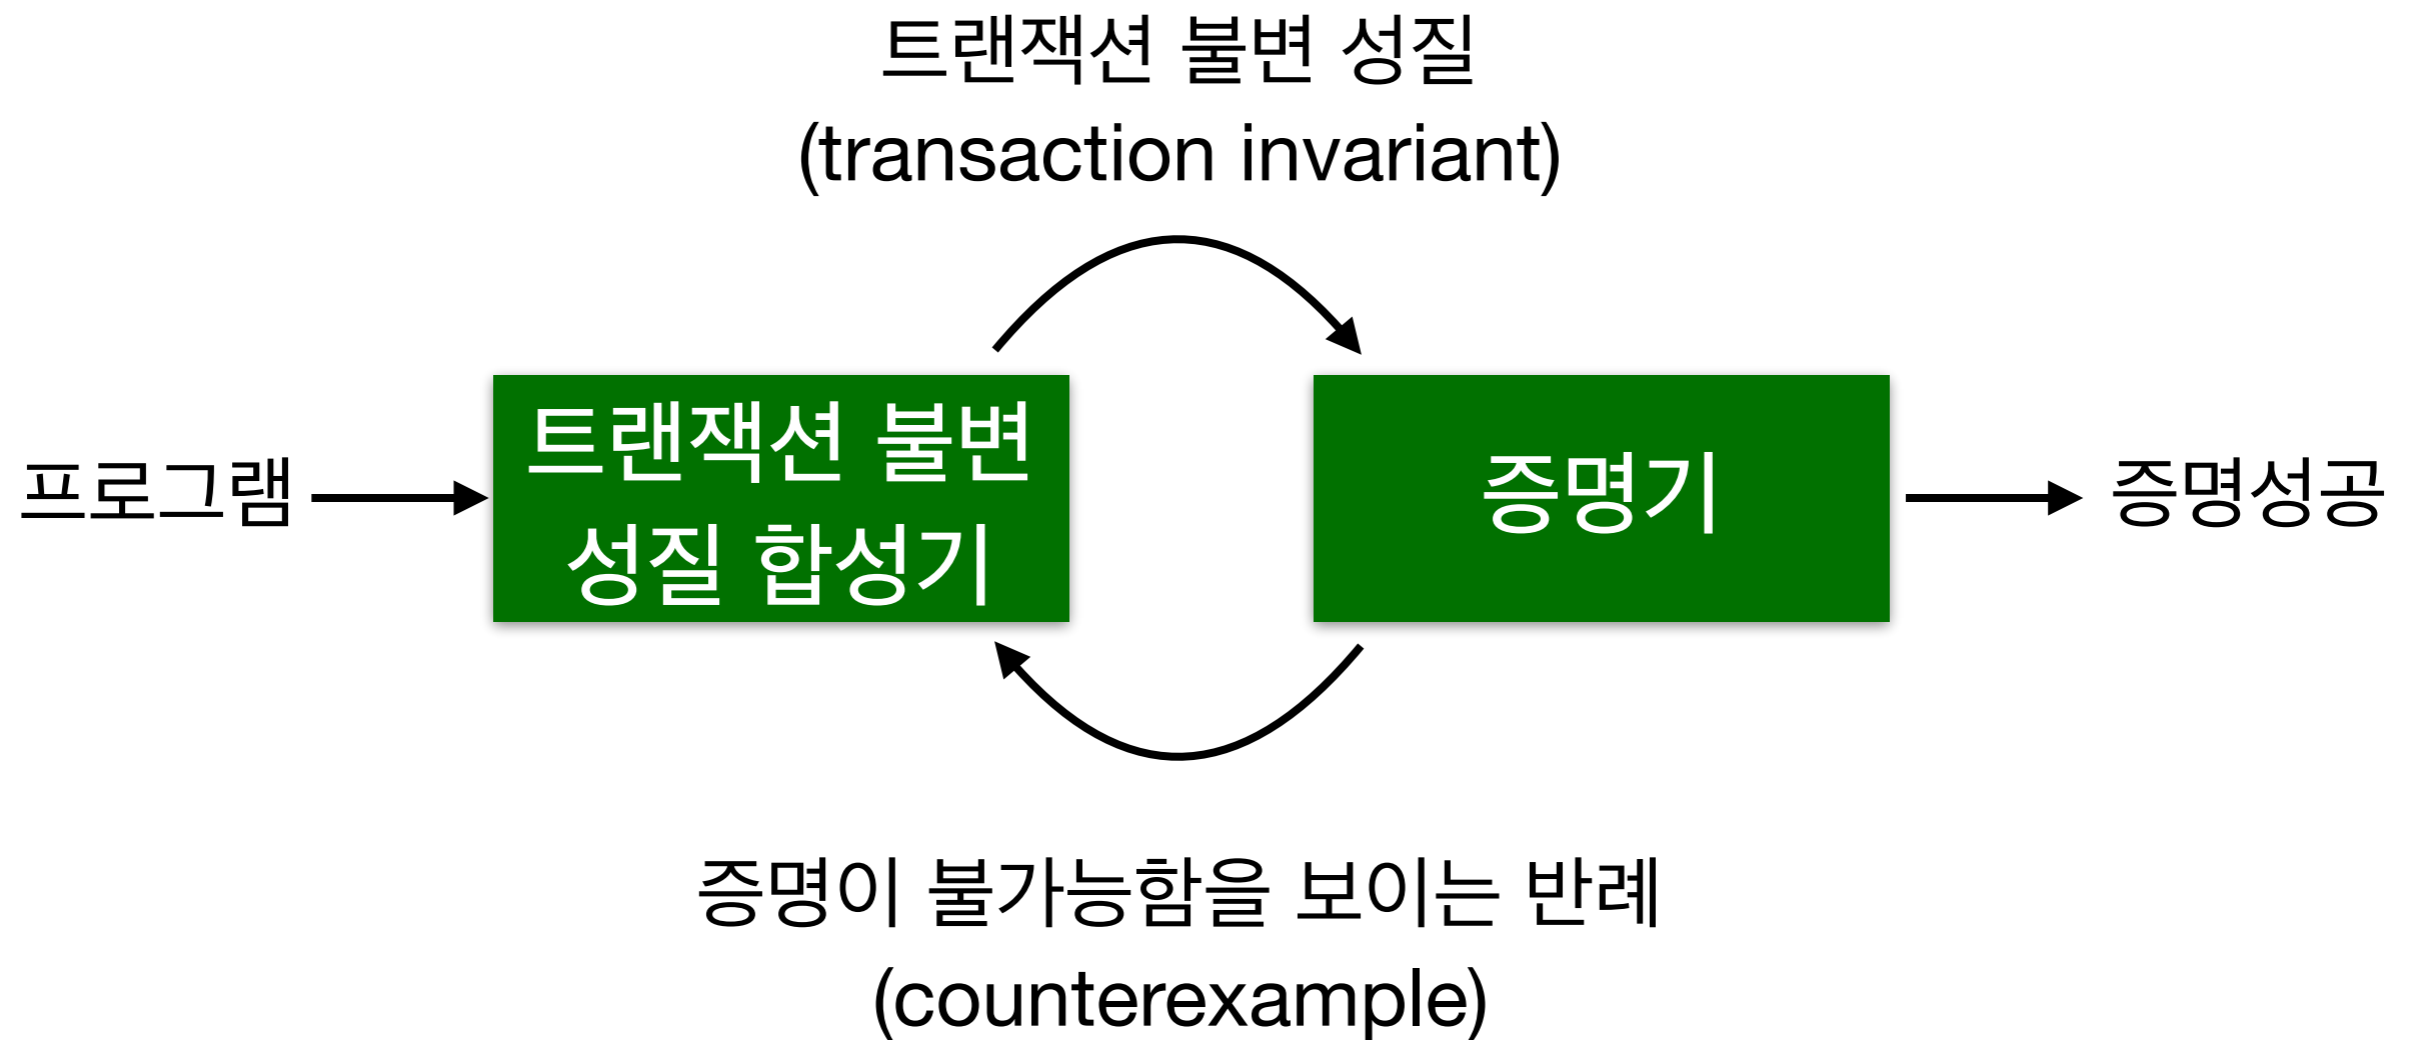 트랜잭션 불변 성질
(transaction invariant)
프로그램
트랜잭션 불변
성질 합성기
증명기
증명성공
증명이 불가능함을 보이는 반례
(counterexample)